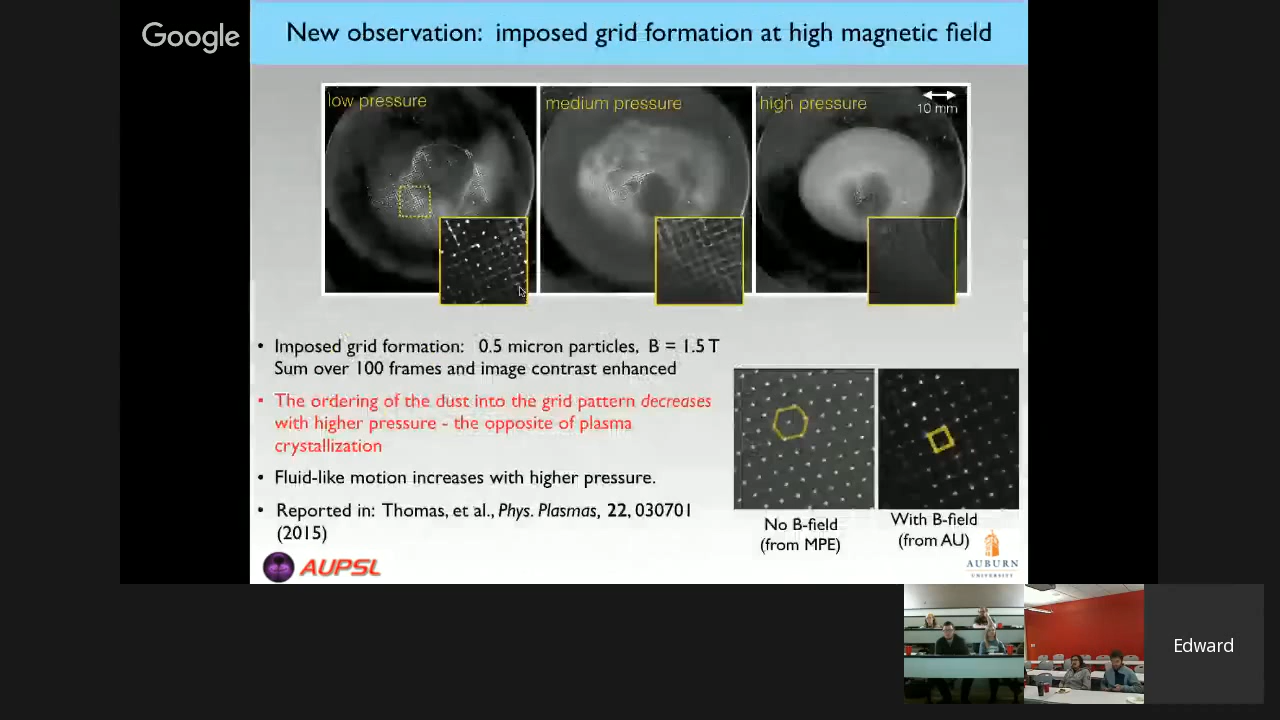 Google
New observation: imposed grid formation at high magnetic field
low pressure
medium pressure
high pressure
10 mm
• Imposed grid formation: 0.5 micron particles, B = 1.5 T
Sum over 100 frames and image contrast enhanced
• The ordering of the dust into the grid pattern decreases
with higher pressure - the opposite of plasma
crystallization
• Fluid-like motion increases with higher pressure.
• Reported in: Thomas, et al., Phys. Plasmas, 22, 030701
(2015)
No B-field
(from MPE)
With B-field
(from AU)
AUPSL
AUBURN
UNIVERSITY
Edward